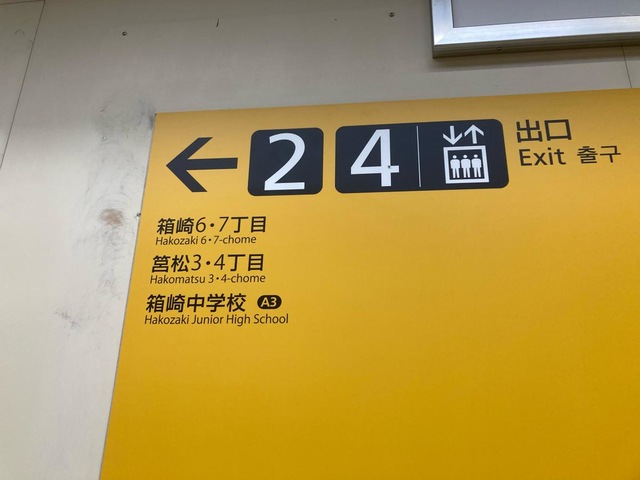 ← 2 4 出口
Exit 출구
箱崎6・7丁目
Hakozaki 6・7-chome
筥松3・4丁目
Hakomatsu 3・4-chome
箱崎中学校 A3
Hakozaki Junior High School